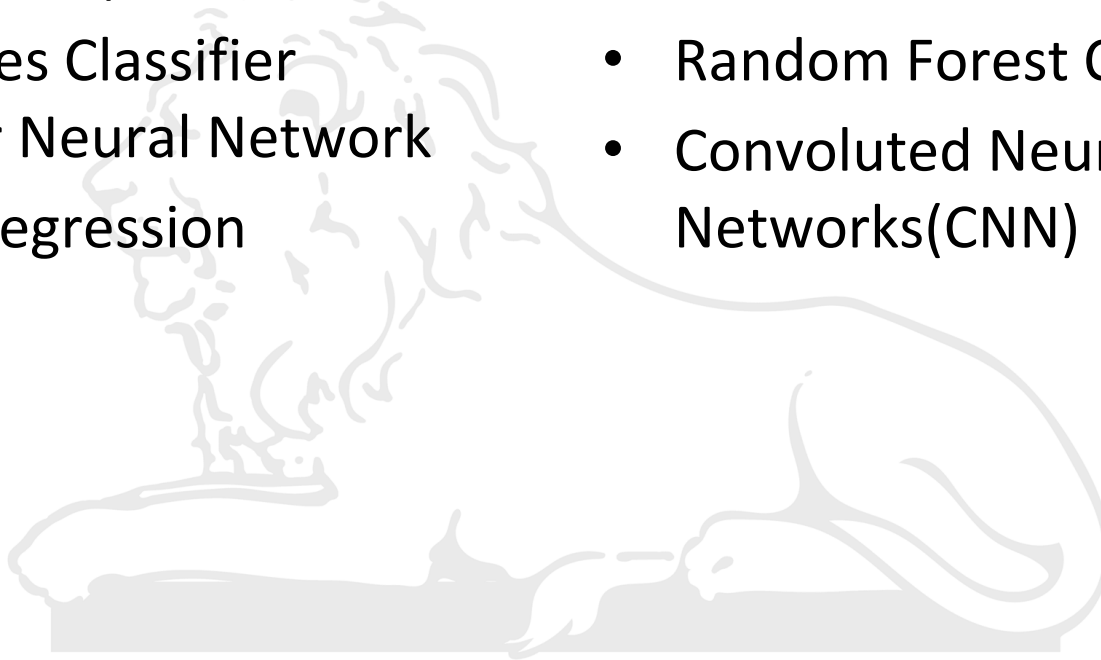 es Classifier
Neural Network
egression
• Random Forest
• Convoluted Neur
Networks(CNN)